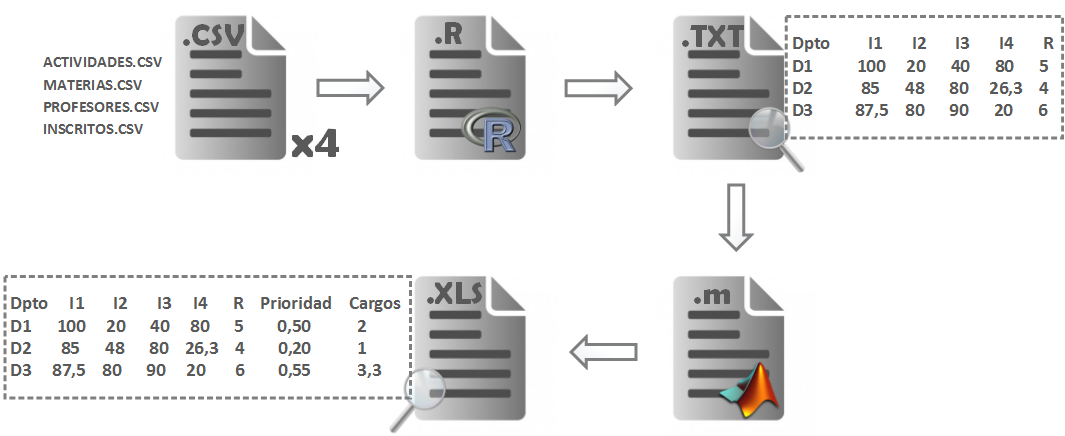 ACTIVIDADES.CSV
MATERIAS.CSV
PROFESORES.CSV
INSCRITOS.CSV
.CSV
x4
.R
R
.TXT
Dpto I1 I2 I3 I4 R
D1 100 20 40 80 5
D2 85 48 80 26,3 4
D3 87,5 80 90 20 6
Dpto I1 I2 I3 I4 R Prioridad Cargos
D1 100 20 40 80 5 0,50 2
D2 85 48 80 26,3 4 0,20 1
D3 87,5 80 90 20 6 0,55 3,3
.XLS
.m